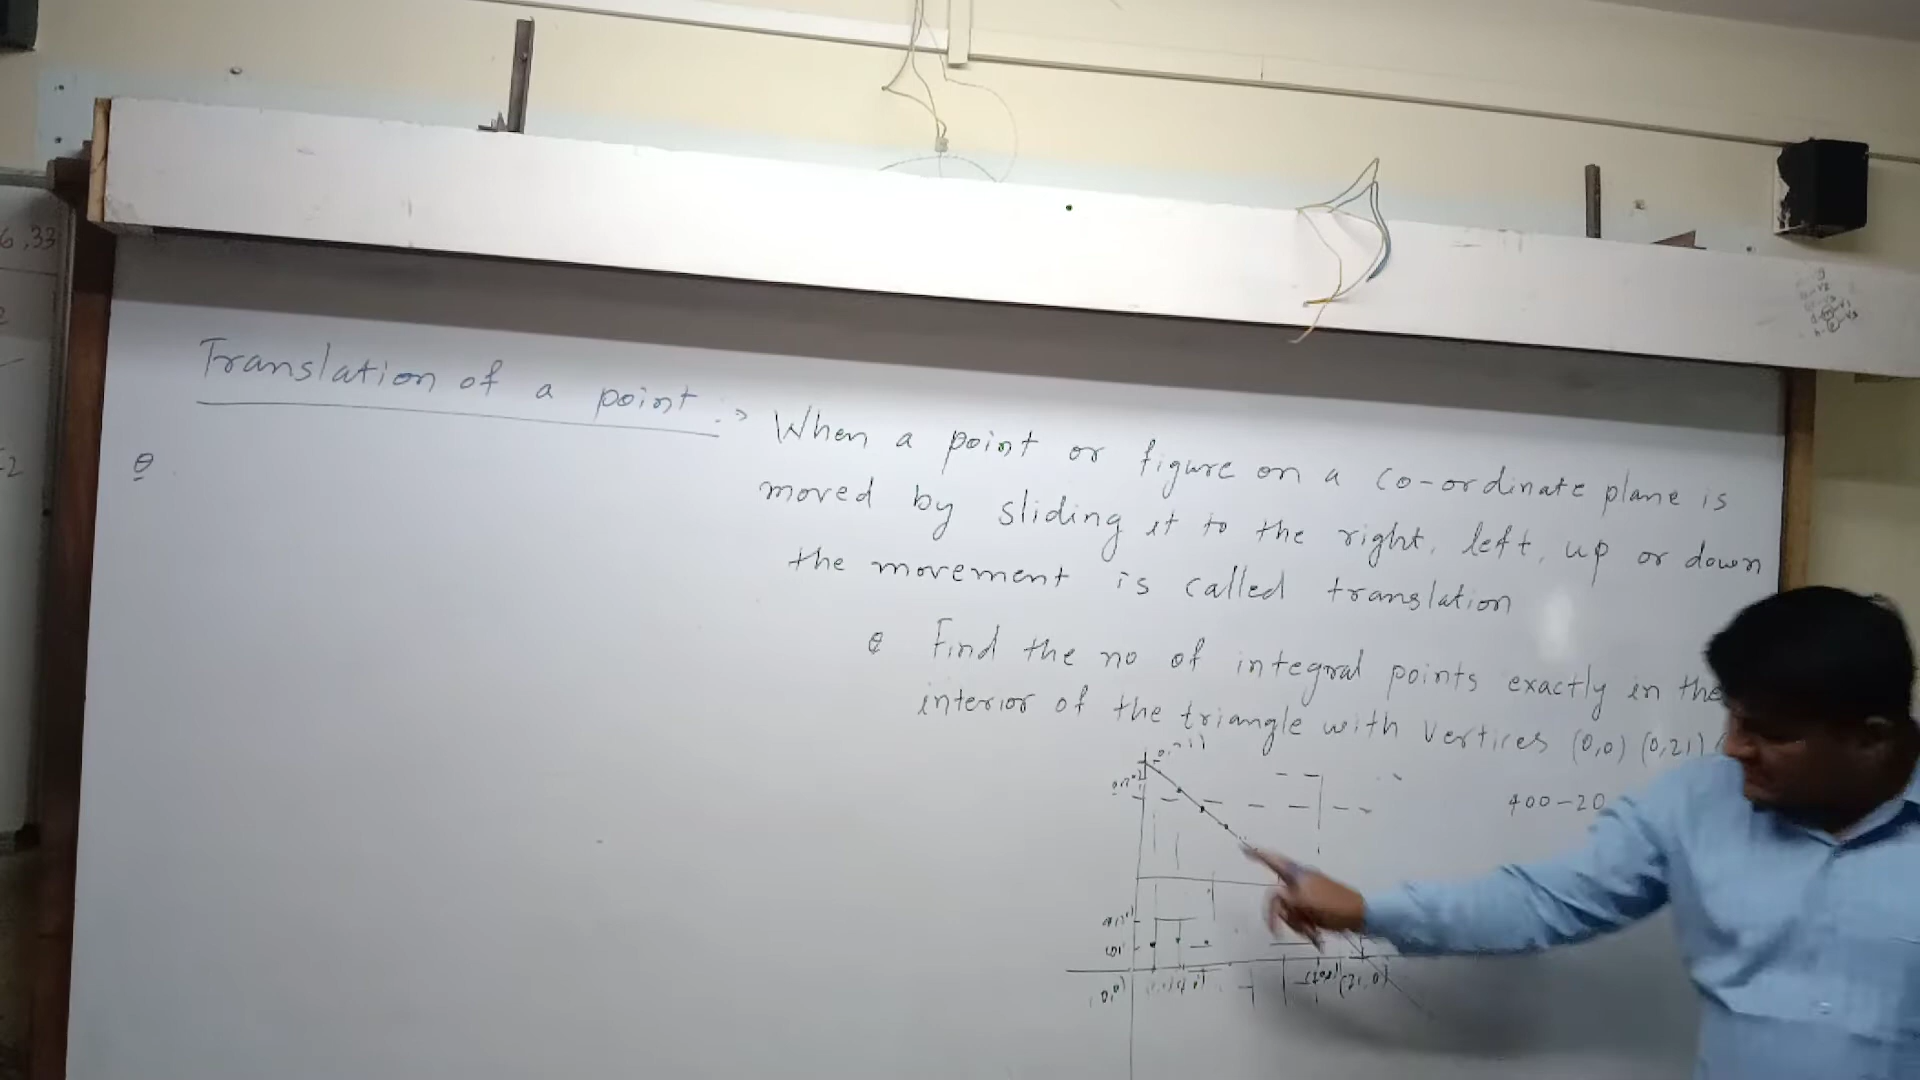 6,33
Translation of a point :->
When a point or figure on a co-ordinate plane is
moved by sliding it to the right, left, up or down
the movement is called translation
Find the no of integral points exactly in the
interior of the triangle with vertices (0,0) (0,21) (
400-20
(21,0)